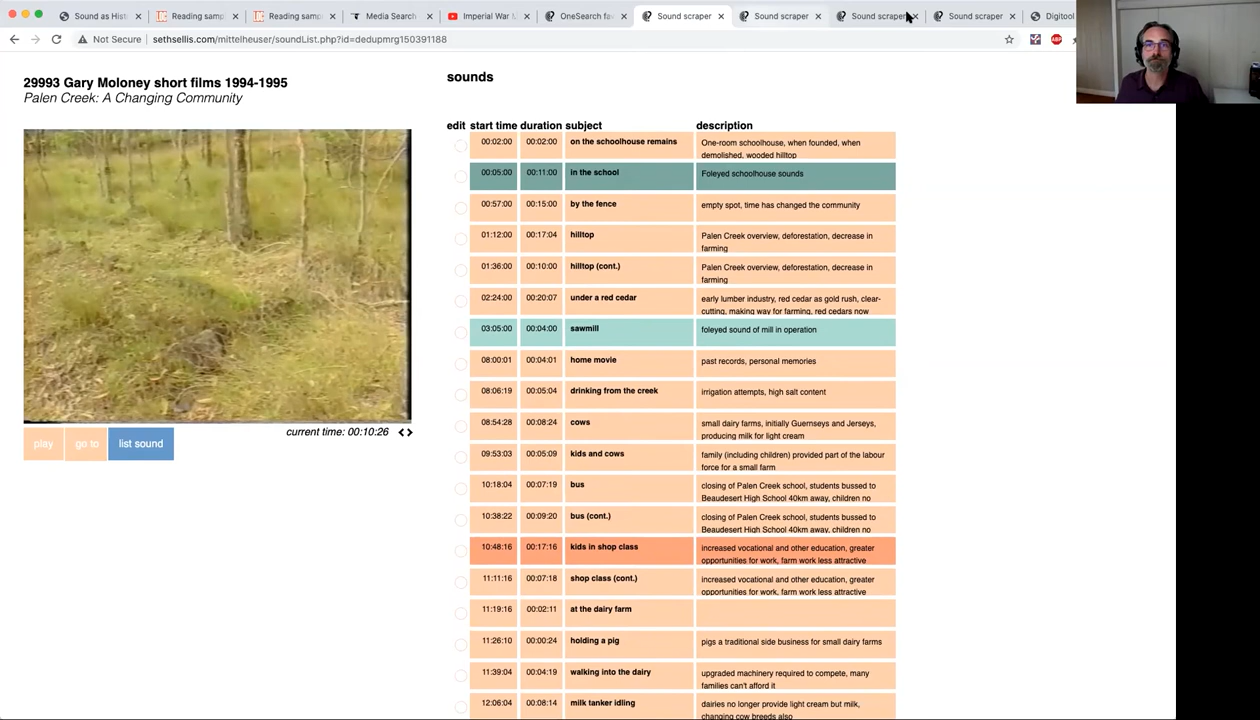 Sound as Hist
Reading samp
Reading samp
Media Search
Imperial War M
OneSearch fav
Sound scraper
Sound scraper
Sound scraper
Sound scraper
Digitool
Not Secure
sethsellis.com/mittelheuser/soundList.php?id=dedupmrg150391188
29993 Gary Moloney short films 1994-1995
Palen Creek: A Changing Community
play go to list sound
current time: 00:10:26 <>
sounds
edit start time duration subject description
00:02:00 00:02:00 on the schoolhouse remains One-room schoolhouse, when founded, when
demolished, wooded hilltop
00:05:00 00:11:00 in the school Foleyed schoolhouse sounds
00:57:00 00:15:00 by the fence empty spot, time has changed the community
01:12:00 00:17:04 hilltop Palen Creek overview, deforestation, decrease in
farming
01:36:00 00:10:00 hilltop (cont.) Palen Creek overview, deforestation, decrease in
farming
02:24:00 00:20:07 under a red cedar early lumber industry, red cedar as gold rush, clear-
cutting, making way for farming, red cedars now
03:05:00 00:04:00 sawmill foleyed sound of mill in operation
08:00:01 00:04:01 home movie past records, personal memories
08:06:19 00:05:04 drinking from the creek irrigation attempts, high salt content
08:54:28 00:08:24 cows small dairy farms, initially Guernseys and Jerseys,
producing milk for light cream
09:53:03 00:05:09 kids and cows family (including children) provided part of the labour
force for a small farm
10:18:04 00:07:19 bus closing of Palen Creek school, students bussed to
Beaudesert High School 40km away, children no
10:38:22 00:09:20 bus (cont.) closing of Palen Creek school, students bussed to
Beaudesert High School 40km away, children no
10:48:16 00:17:16 kids in shop class increased vocational and other education, greater
opportunities for work, farm work less attractive
11:11:16 00:07:18 shop class (cont.) increased vocational and other education, greater
opportunities for work, farm work less attractive
11:19:16 00:02:11 at the dairy farm
11:26:10 00:00:24 holding a pig pigs a traditional side business for small dairy farms
11:39:04 00:04:19 walking into the dairy upgraded machinery required to compete, many
families can't afford it
12:06:04 00:08:14 milk tanker idling dairies no longer provide light cream but milk,
changing cow breeds also